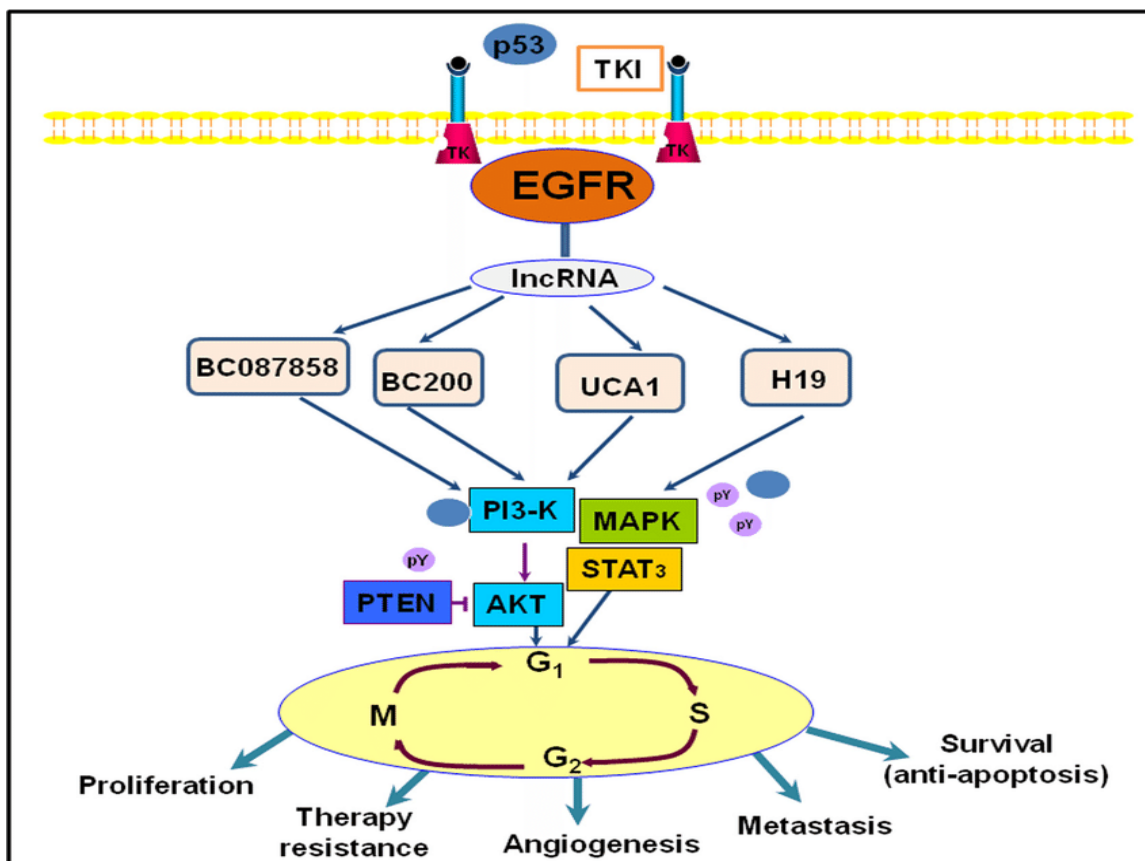 p53
TKI
TK
TK
EGFR
lncRNA
BC087858
BC200
UCA1
H19
PI3-K
MAPK
pY
pY
pY
STAT3
PTEN
AKT
G1
M
S
G2
Proliferation
Therapy
resistance
Angiogenesis
Metastasis
Survival
(anti-apoptosis)